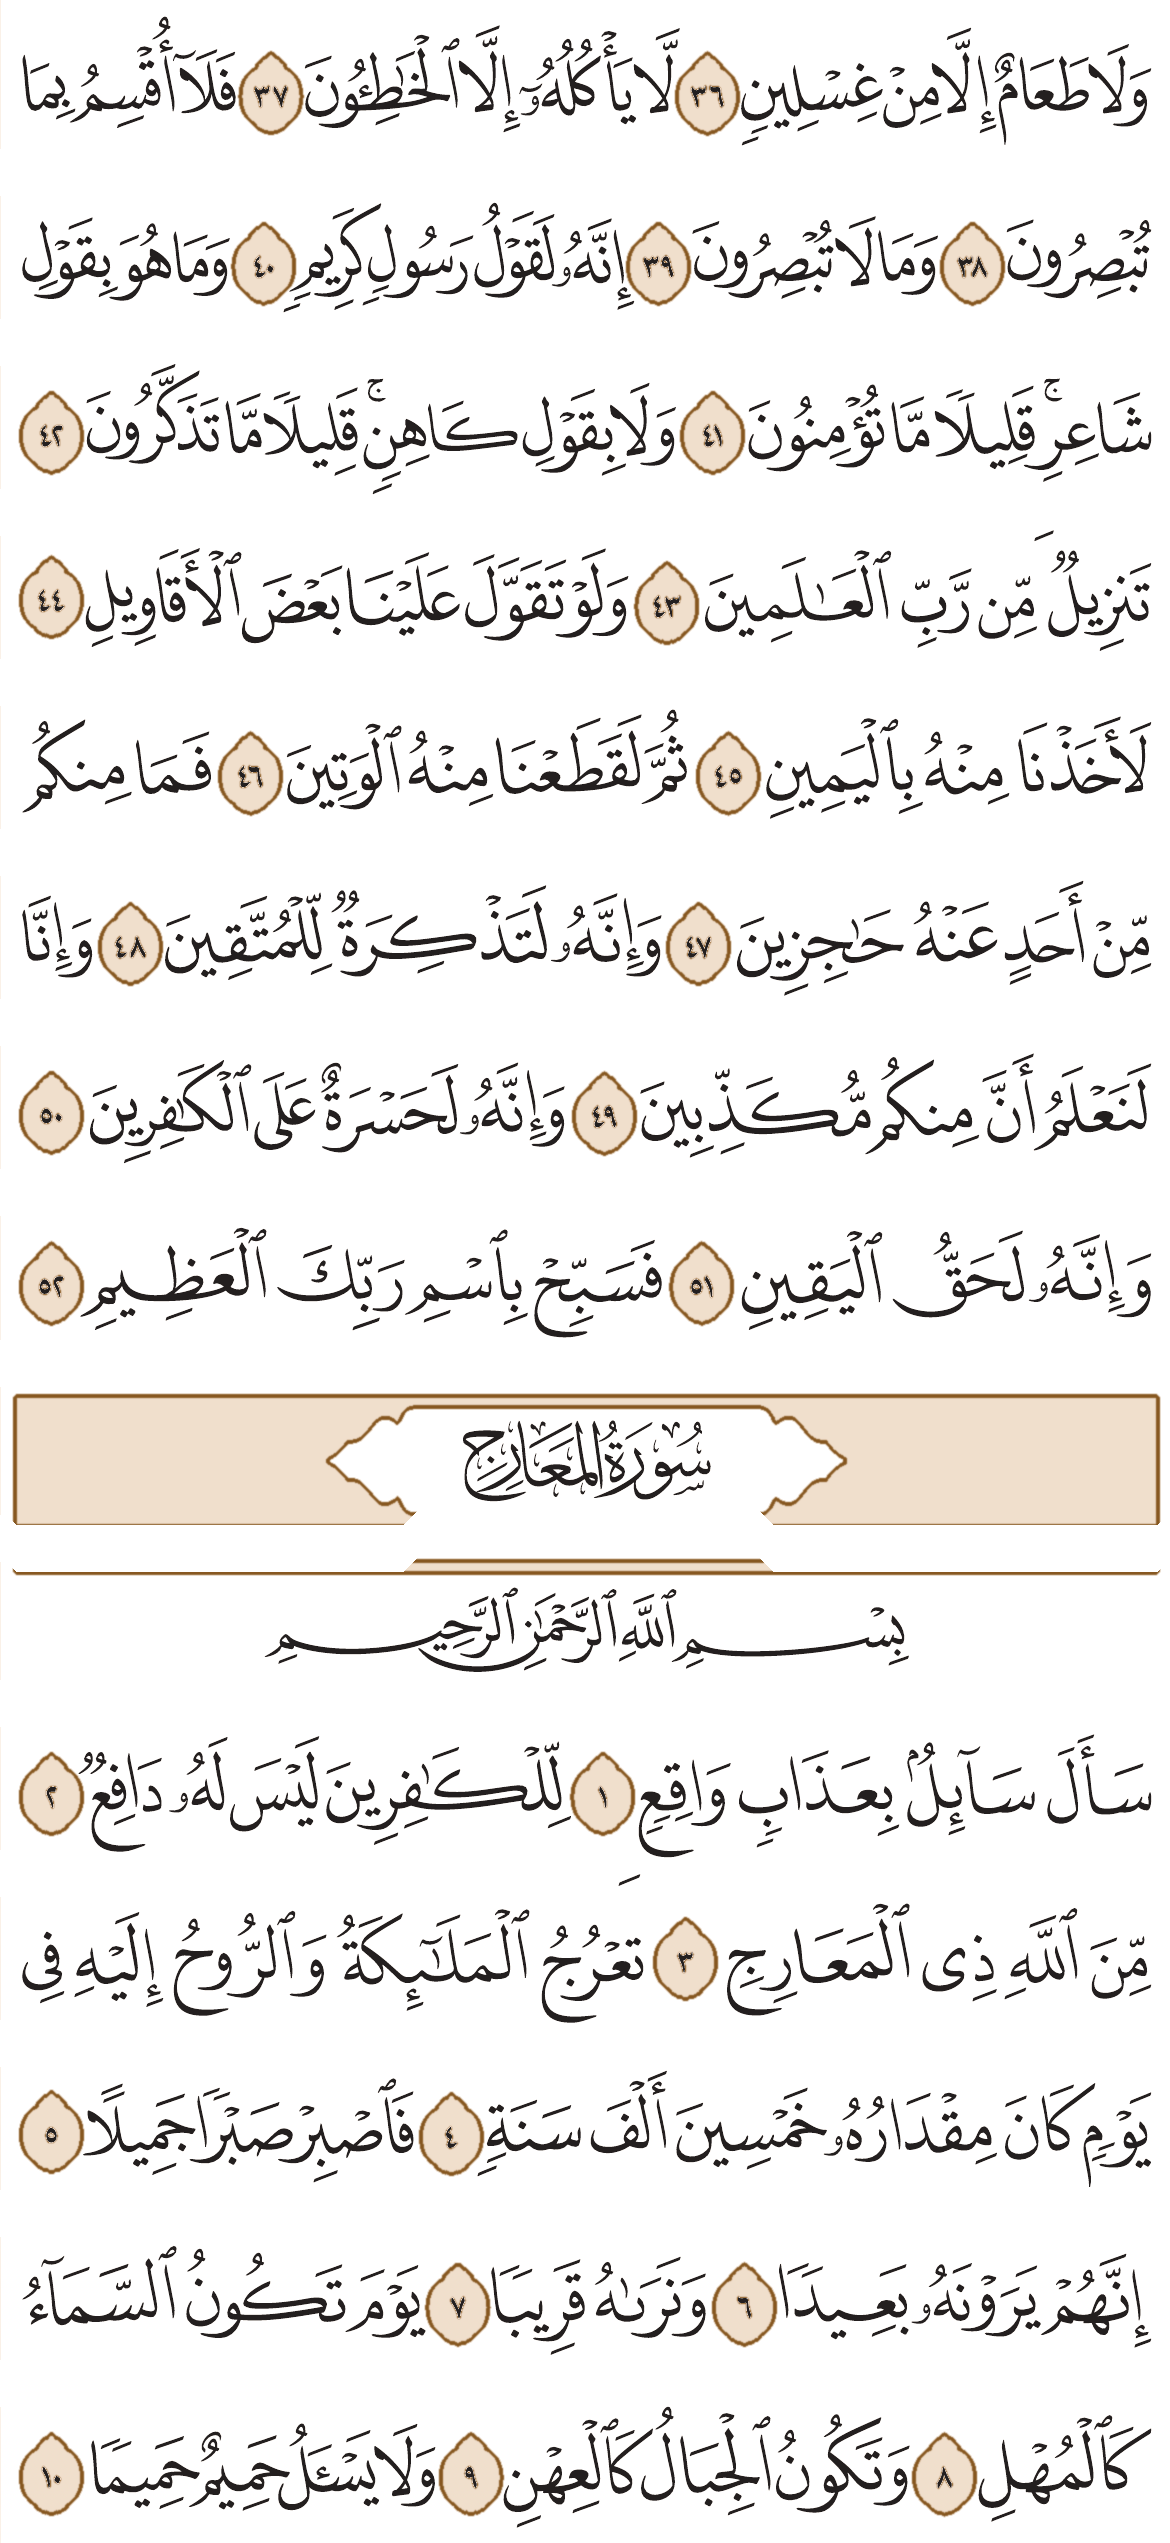 وَلَا طَعَامٌ إِلَّا مِنْ غِسْلِينٍ ٣٦ لَّا يَأْكُلُهُۥٓ إِلَّا ٱلْخَٰطِـُٔونَ ٣٧ فَلَآ أُقْسِمُ بِمَا
تُبْصِرُونَ ٣٨ وَمَا لَا تُبْصِرُونَ ٣٩ إِنَّهُۥ لَقَوْلُ رَسُولٍ كَرِيمٍ ٤٠ وَمَا هُوَ بِقَوْلِ
شَاعِرٍ ۚ قَلِيلًا مَّا تُؤْمِنُونَ ٤١ وَلَا بِقَوْلِ كَاهِنٍ ۚ قَلِيلًا مَّا تَذَكَّرُونَ ٤٢
تَنزِيلٌ مِّن رَّبِّ ٱلْعَٰلَمِينَ ٤٣ وَلَوْ تَقَوَّلَ عَلَيْنَا بَعْضَ ٱلْأَقَاوِيلِ ٤٤
لَأَخَذْنَا مِنْهُ بِٱلْيَمِينِ ٤٥ ثُمَّ لَقَطَعْنَا مِنْهُ ٱلْوَتِينَ ٤٦ فَمَا مِنكُم
مِّنْ أَحَدٍ عَنْهُ حَٰجِزِينَ ٤٧ وَإِنَّهُۥ لَتَذْكِرَةٌ لِّلْمُتَّقِينَ ٤٨ وَإِنَّا
لَنَعْلَمُ أَنَّ مِنكُم مُّكَذِّبِينَ ٤٩ وَإِنَّهُۥ لَحَسْرَةٌ عَلَى ٱلْكَٰفِرِينَ ٥٠
وَإِنَّهُۥ لَحَقُّ ٱلْيَقِينِ ٥١ فَسَبِّحْ بِٱسْمِ رَبِّكَ ٱلْعَظِيمِ ٥٢
سُورَةُ المَعَارِجِ
بِسْمِ ٱللَّهِ ٱلرَّحْمَٰنِ ٱلرَّحِيمِ
سَأَلَ سَآئِلٌۢ بِعَذَابٍ وَاقِعٍ ١ لِّلْكَٰفِرِينَ لَيْسَ لَهُۥ دَافِعٌ ٢
مِّنَ ٱللَّهِ ذِى ٱلْمَعَارِجِ ٣ تَعْرُجُ ٱلْمَلَٰٓئِكَةُ وَٱلرُّوحُ إِلَيْهِ فِى
يَوْمٍ كَانَ مِقْدَارُهُۥ خَمْسِينَ أَلْفَ سَنَةٍ ٤ فَٱصْبِرْ صَبْرًا جَمِيلًا ٥
إِنَّهُمْ يَرَوْنَهُۥ بَعِيدًا ٦ وَنَرَىٰهُ قَرِيبًا ٧ يَوْمَ تَكُونُ ٱلسَّمَآءُ
كَٱلْمُهْلِ ٨ وَتَكُونُ ٱلْجِبَالُ كَٱلْعِهْنِ ٩ وَلَا يَسْـَٔلُ حَمِيمٌ حَمِيمًا ١٠